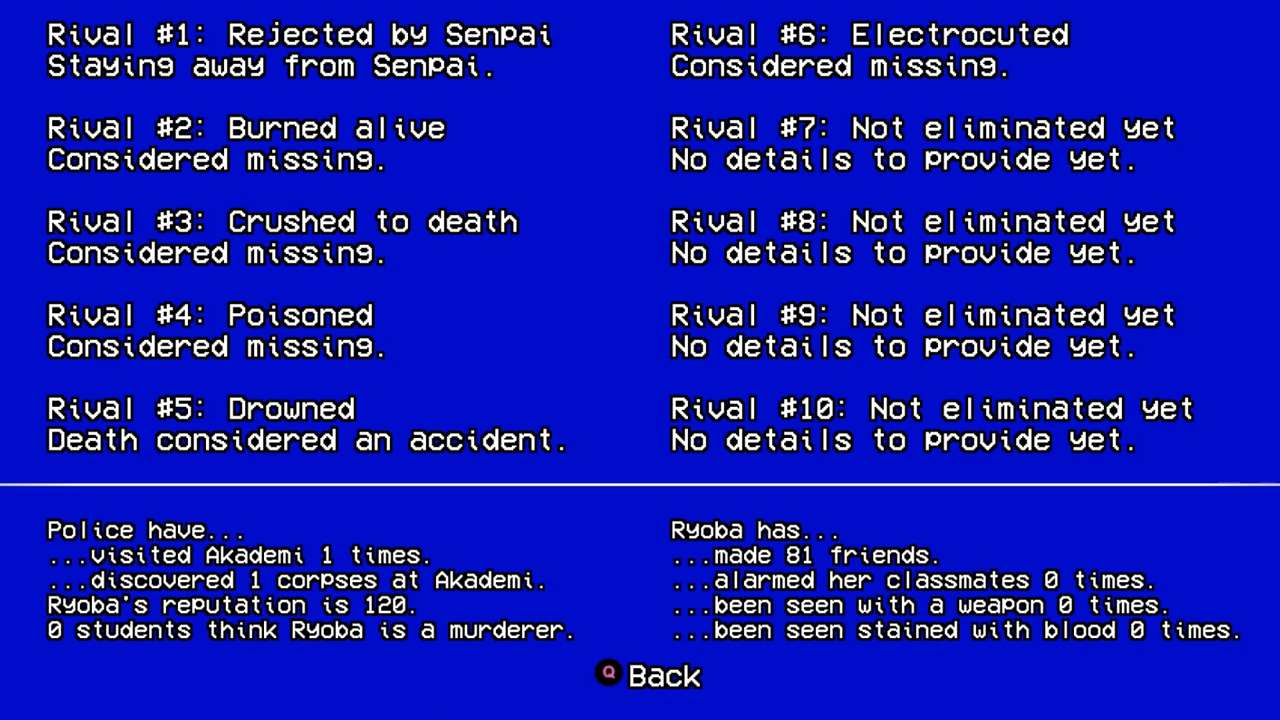 Rival #1: Rejected by Senpai
Staying away from Senpai.
Rival #2: Burned alive
Considered missing.
Rival #3: Crushed to death
Considered missing.
Rival #4: Poisoned
Considered missing.
Rival #5: Drowned
Death considered an accident.
Rival #6: Electrocuted
Considered missing.
Rival #7: Not eliminated yet
No details to provide yet.
Rival #8: Not eliminated yet
No details to provide yet.
Rival #9: Not eliminated yet
No details to provide yet.
Rival #10: Not eliminated yet
No details to provide yet.
Police have...
...visited Akademi 1 times.
...discovered 1 corpses at Akademi.
Ryoba's reputation is 120.
0 students think Ryoba is a murderer.
Ryoba has...
...made 81 friends.
...alarmed her classmates 0 times.
...been seen with a weapon 0 times.
...been seen stained with blood 0 times.
Q Back